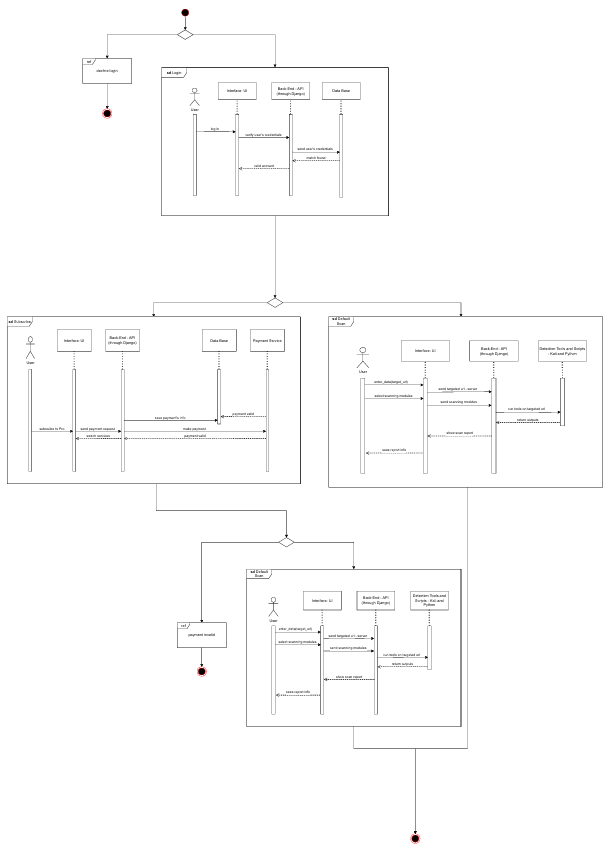 ref
decline login
sd Login
User
Interface- UI
Back-End - API
(through Django)
Data Base
log in
verify user's credentials
send user's credentials
match found
valid account
sd Subscribe
User
Interface- UI
Back-End - API
(through Django)
Data Base
Payment Service
payment valid
save payment's info
subscribe to Pro
send payment request
make payment
payment valid
sd Default
Scan
User
Interface- UI
Back-End - API
(through Django)
Detection Tools and Scripts
- Kali and Python
enter_data(target_url)
send targeted url - server
select scanning modules
send scanning modules
run tools on targeted url
return outputs
show scan report
save report info
ref
payment invalid
sd Default
Scan
User
Interface- UI
Back-End - API
(through Django)
Detection Tools and
Scripts - Kali and
Python
enter_data(target_url)
send targeted url - server
select scanning modules
send scanning modules
run tools on targeted url
return outputs
show scan report
save report info